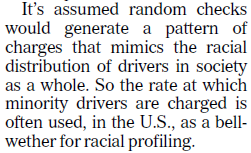 It's assumed random checks
would generate a pattern of
charges that mimics the racial
distribution of drivers in society
as a whole. So the rate at which
minority drivers are charged is
often used, in the U.S., as a bell-
wether for racial profiling.